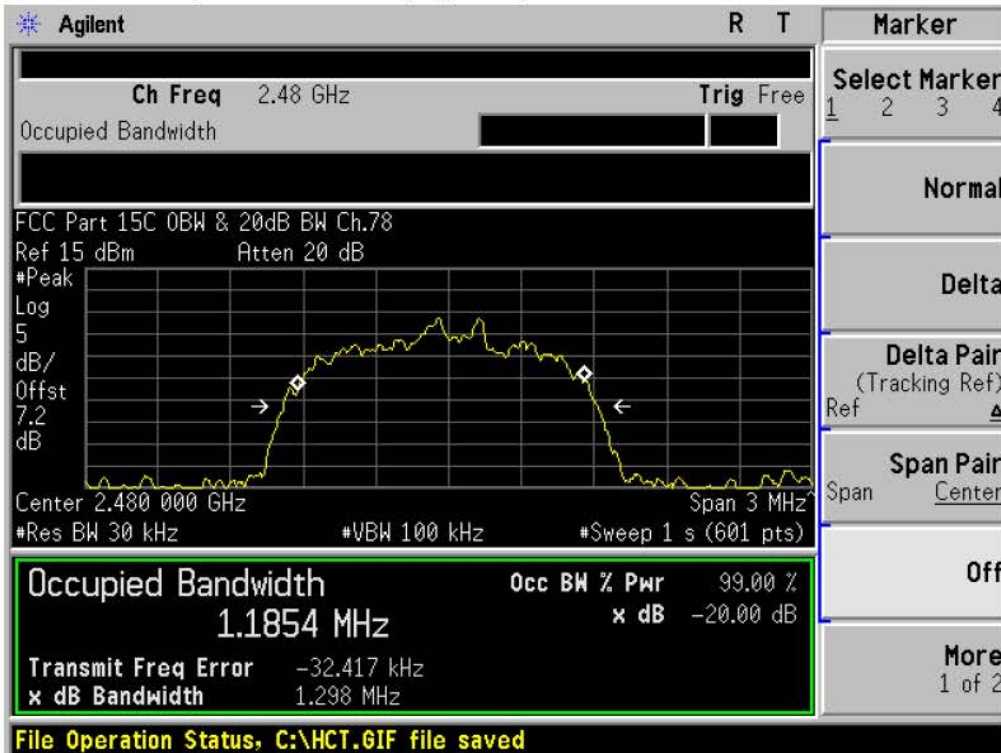 Agilent R T Marker
Select Marker
1 2 3 4
Ch Freq 2.48 GHz Trig Free
Occupied Bandwidth
Normal
FCC Part 15C OBW & 20dB BW Ch.78
Ref 15 dBm Atten 20 dB
#Peak
Log
5
dB/
Offst
7.2
dB
Delta
Delta Pair
(Tracking Ref)
Ref Δ
Span Pair
Span Center
Center 2.480 000 GHz Span 3 MHz^
#Res BW 30 kHz #VBW 100 kHz #Sweep 1 s (601 pts)
Occupied Bandwidth Occ BW % Pwr 99.00 %
1.1854 MHz x dB -20.00 dB
Off
Transmit Freq Error -32.417 kHz
x dB Bandwidth 1.298 MHz
More
1 of 2
File Operation Status, C:\HCT.GIF file saved